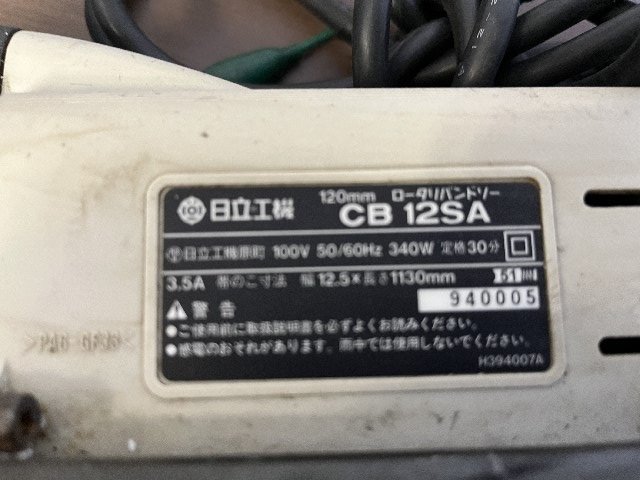 120mm ロータリバンドソー
日立工機 CB 12SA
日立工機原町 100V 50/60Hz 340W 定格30分
3.5A 帯のこ寸法 幅12.5×長さ1130mm
940005
警告
●ご使用前に取扱説明書を必ずよくお読みください。
●感電のおそれがあります。雨中では使用しないでください。
H394007A